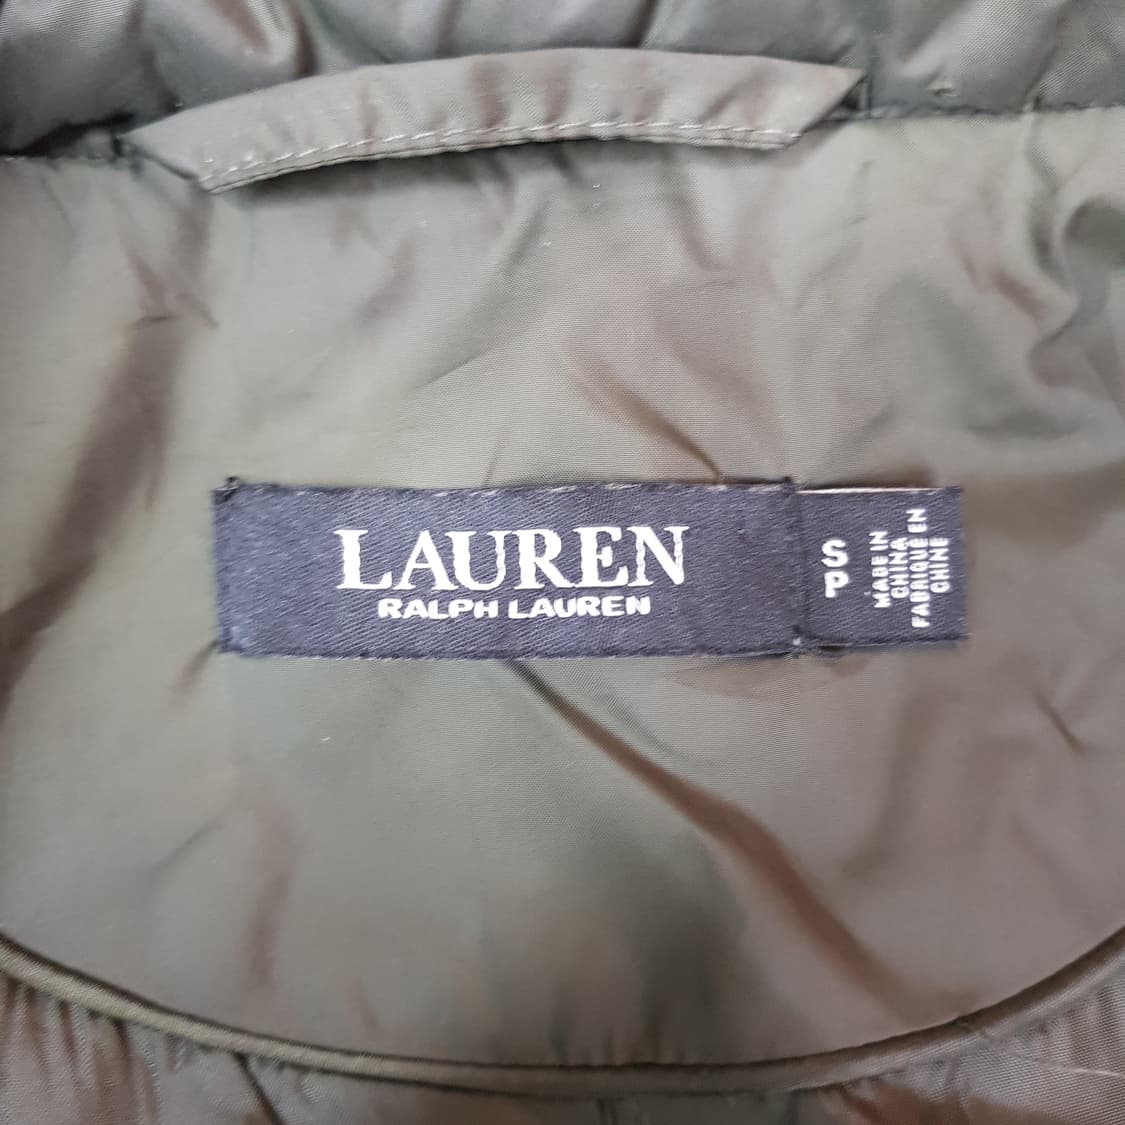 LAUREN
RALPH LAUREN
S
P
MADE IN
CHINA
FABRIQUÉ EN
CHINE